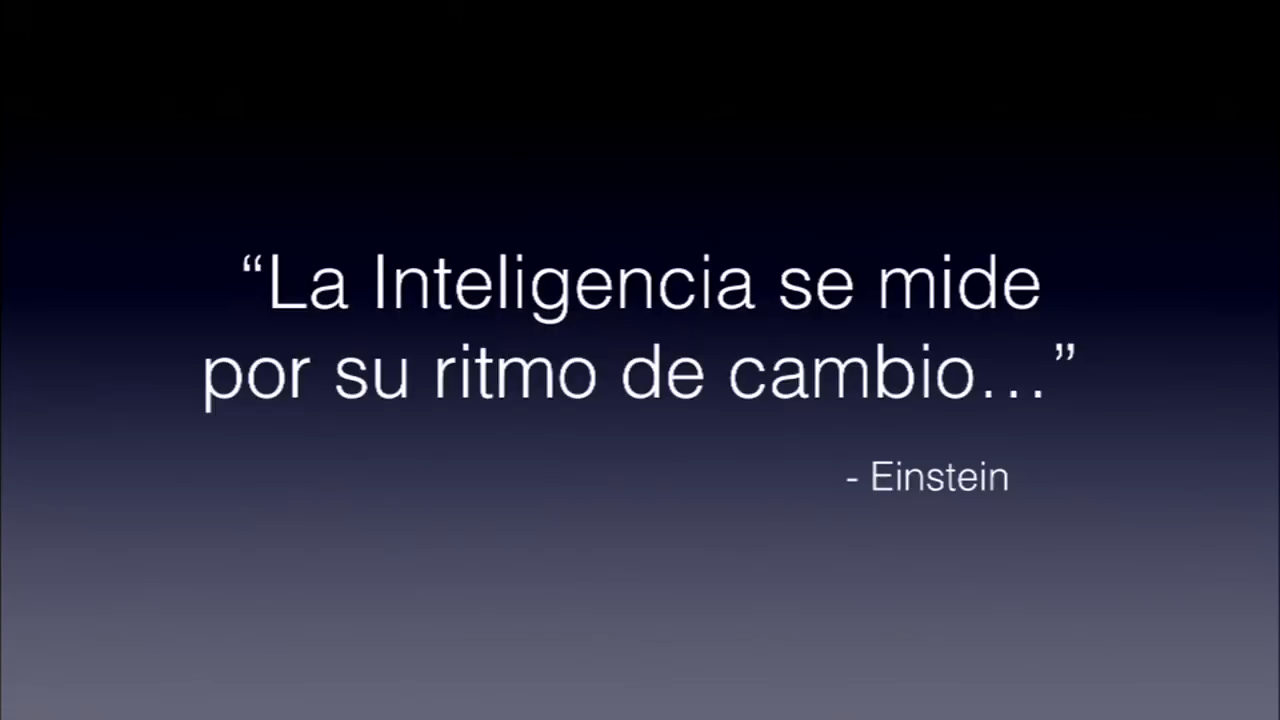 “La Inteligencia se mide
por su ritmo de cambio…”
- Einstein